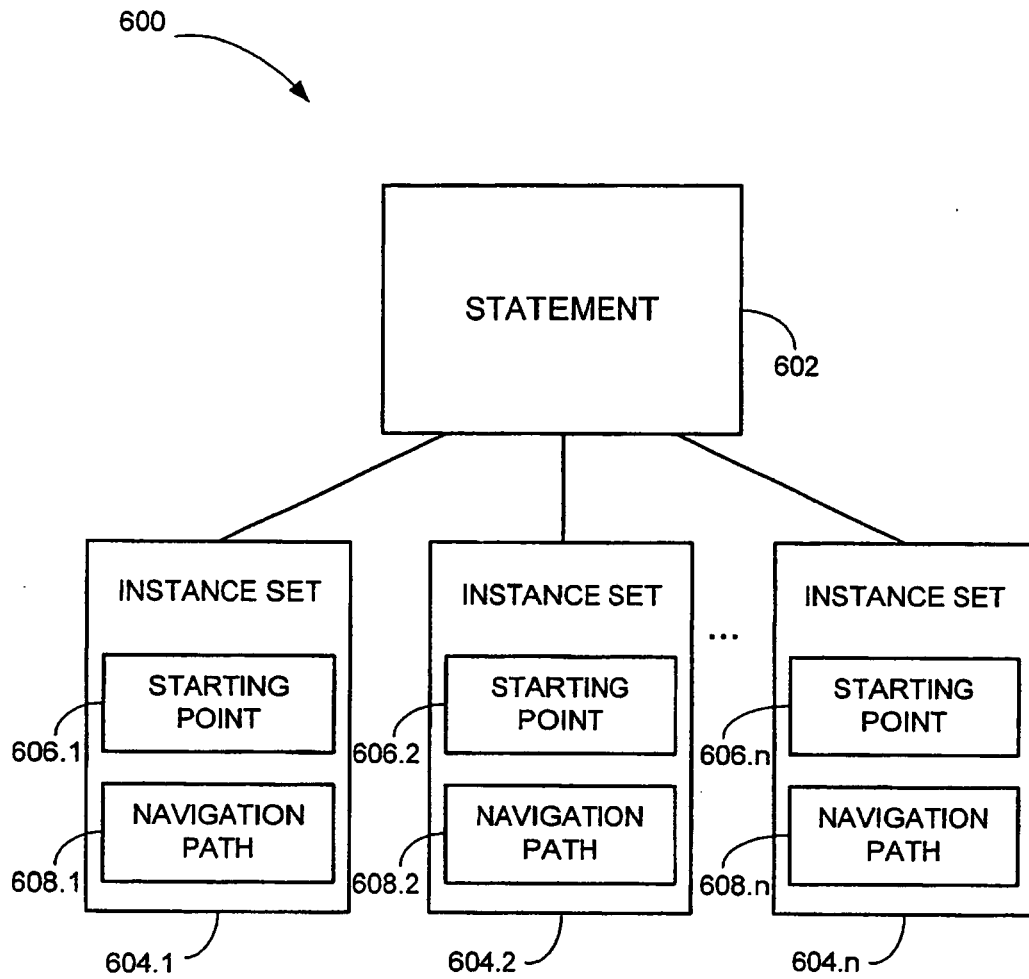 600
STATEMENT
602
INSTANCE SET
INSTANCE SET
...
INSTANCE SET
STARTING
POINT
STARTING
POINT
STARTING
POINT
606.1
606.2
606.n
NAVIGATION
PATH
NAVIGATION
PATH
NAVIGATION
PATH
608.1
608.2
608.n
604.1
604.2
604.n